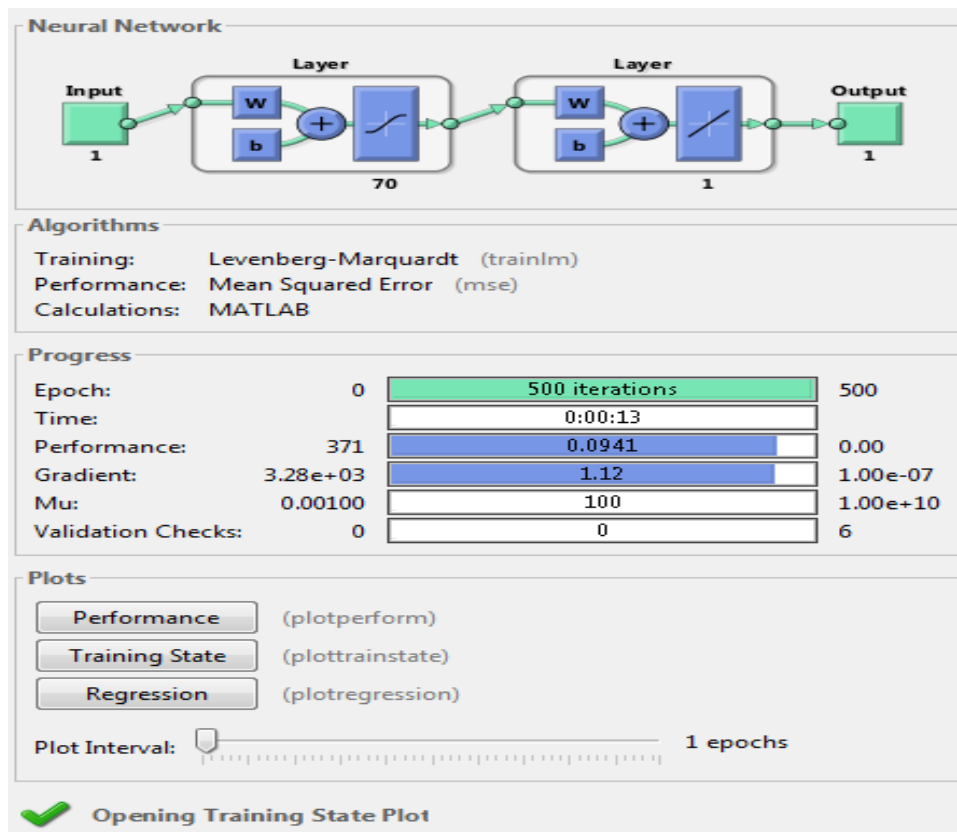 Neural Network
Layer Layer
Input Output
W W
b b
1 1
70 1
Algorithms
Training: Levenberg-Marquardt (trainlm)
Performance: Mean Squared Error (mse)
Calculations: MATLAB
Progress
Epoch: 0 500 iterations 500
Time: 0:00:13
Performance: 371 0.0941 0.00
Gradient: 3.28e+03 1.12 1.00e-07
Mu: 0.00100 100 1.00e+10
Validation Checks: 0 0 6
Plots
Performance (plotperform)
Training State (plottrainstate)
Regression (plotregression)
Plot Interval: 1 epochs
Opening Training State Plot